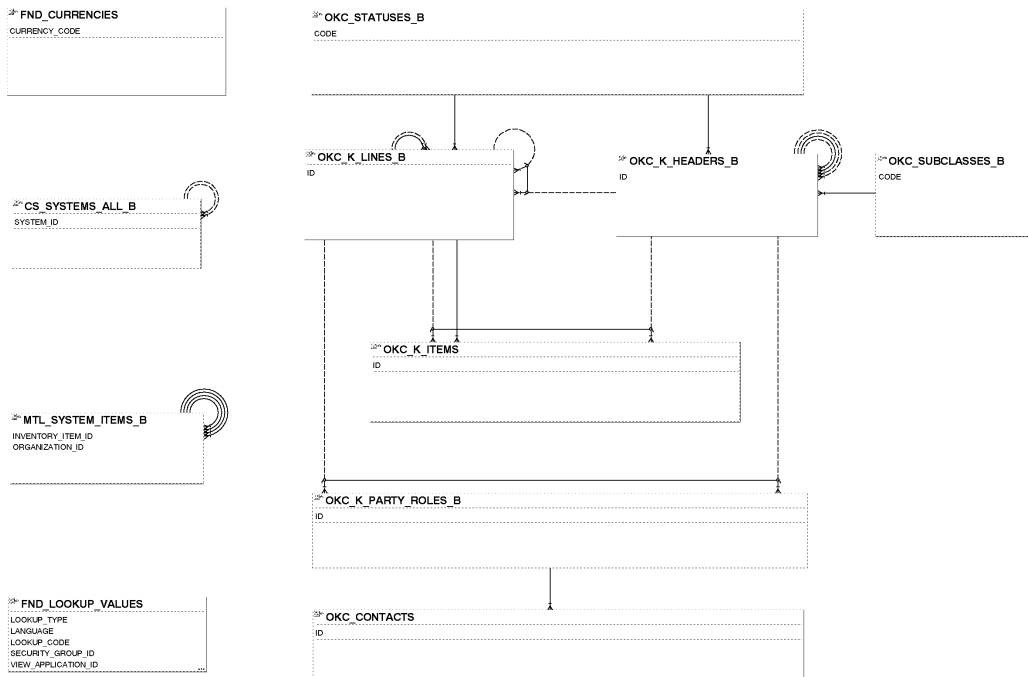 FND_CURRENCIES
CURRENCY_CODE
OKC_STATUSES_B
CODE
OKC_K_LINES_B
ID
OKC_K_HEADERS_B
ID
OKC_SUBCLASSES_B
CODE
CS_SYSTEMS_ALL_B
SYSTEM_ID
OKC_K_ITEMS
ID
MTL_SYSTEM_ITEMS_B
INVENTORY_ITEM_ID
ORGANIZATION_ID
OKC_K_PARTY_ROLES_B
ID
FND_LOOKUP_VALUES
LOOKUP_TYPE
LANGUAGE
LOOKUP_CODE
SECURITY_GROUP_ID
VIEW_APPLICATION_ID
...
OKC_CONTACTS
ID